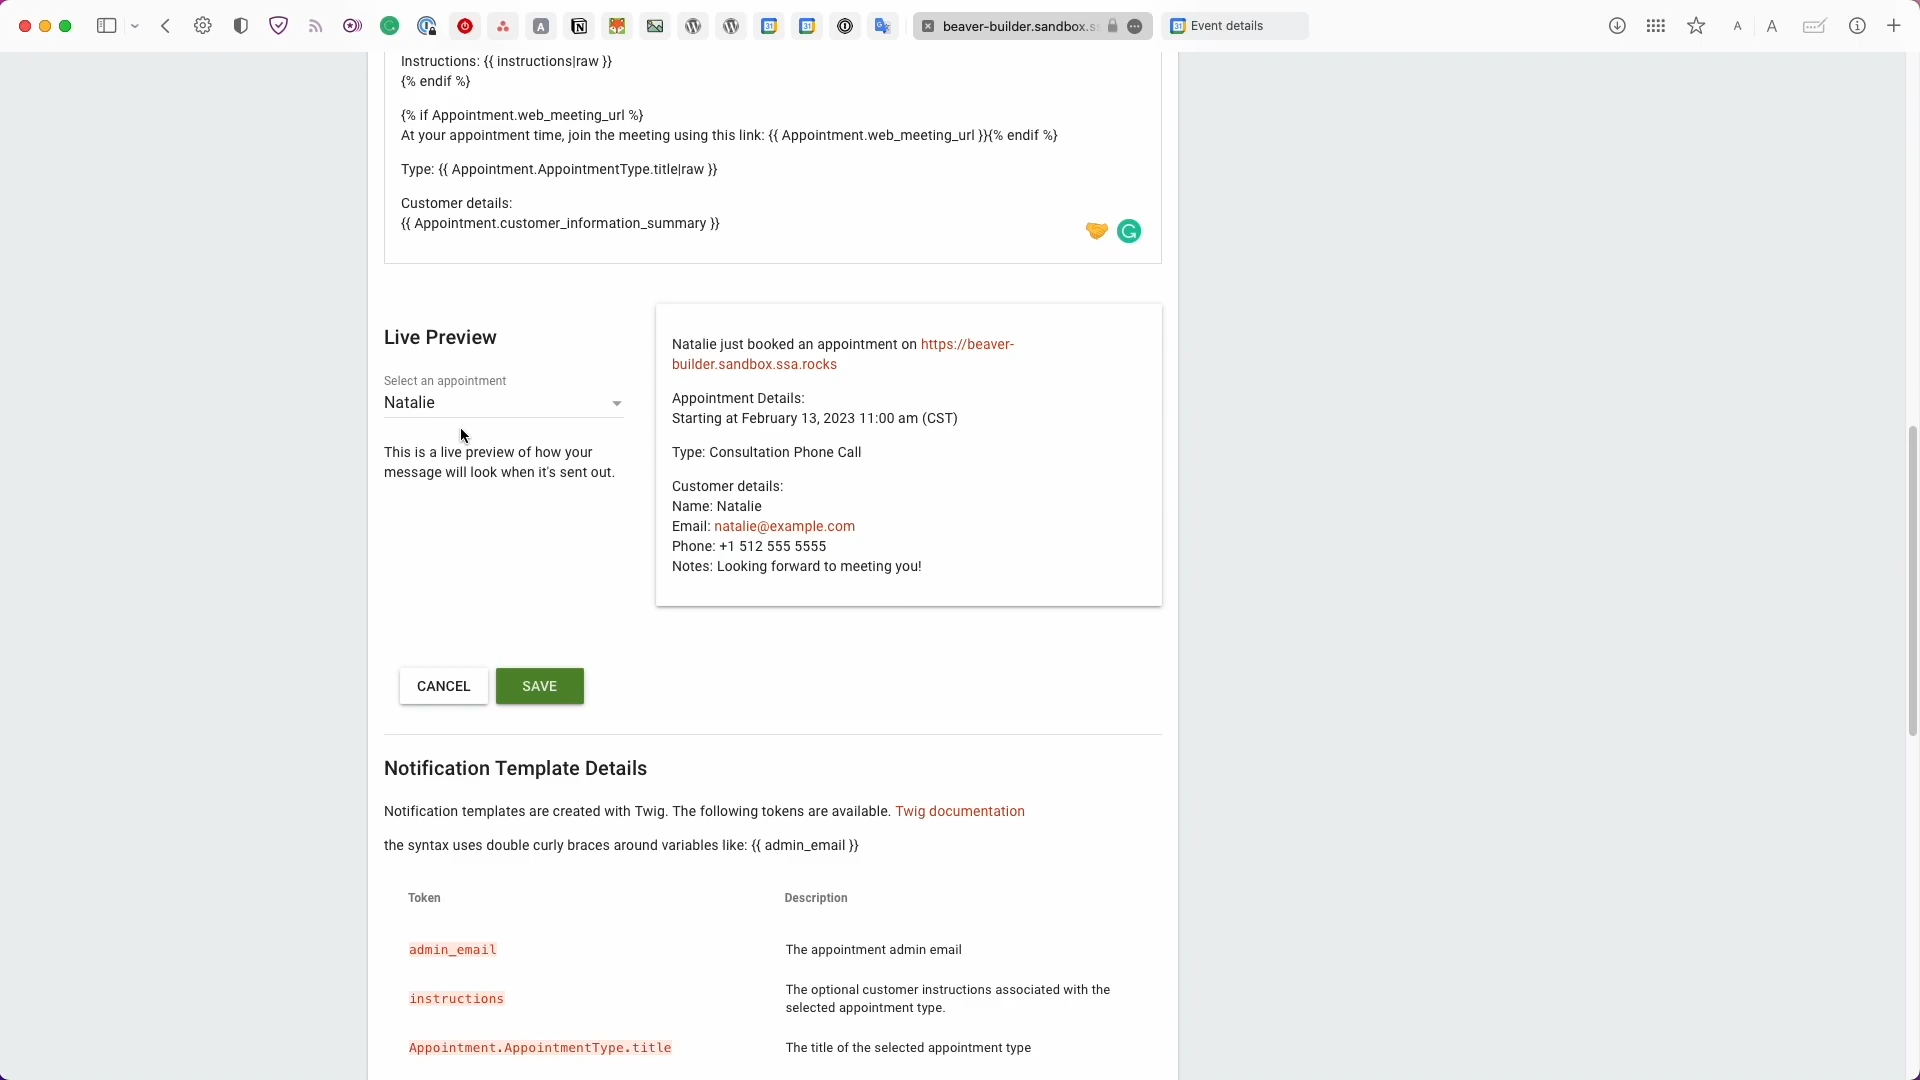 beaver-builder.sandbox.s
Event details
A
A
Instructions: {{ instructions|raw }}
{% endif %}
{% if Appointment.web_meeting_url %}
At your appointment time, join the meeting using this link: {{ Appointment.web_meeting_url }}{% endif %}
Type: {{ Appointment.AppointmentType.title|raw }}
Customer details:
{{ Appointment.customer_information_summary }}
Live Preview
Select an appointment
Natalie
This is a live preview of how your
message will look when it's sent out.
Natalie just booked an appointment on https://beaver-
builder.sandbox.ssa.rocks
Appointment Details:
Starting at February 13, 2023 11:00 am (CST)
Type: Consultation Phone Call
Customer details:
Name: Natalie
Email: natalie@example.com
Phone: +1 512 555 5555
Notes: Looking forward to meeting you!
CANCEL
SAVE
Notification Template Details
Notification templates are created with Twig. The following tokens are available. Twig documentation
the syntax uses double curly braces around variables like: {{ admin_email }}
Token
Description
admin_email
The appointment admin email
instructions
The optional customer instructions associated with the
selected appointment type.
Appointment.AppointmentType.title
The title of the selected appointment type